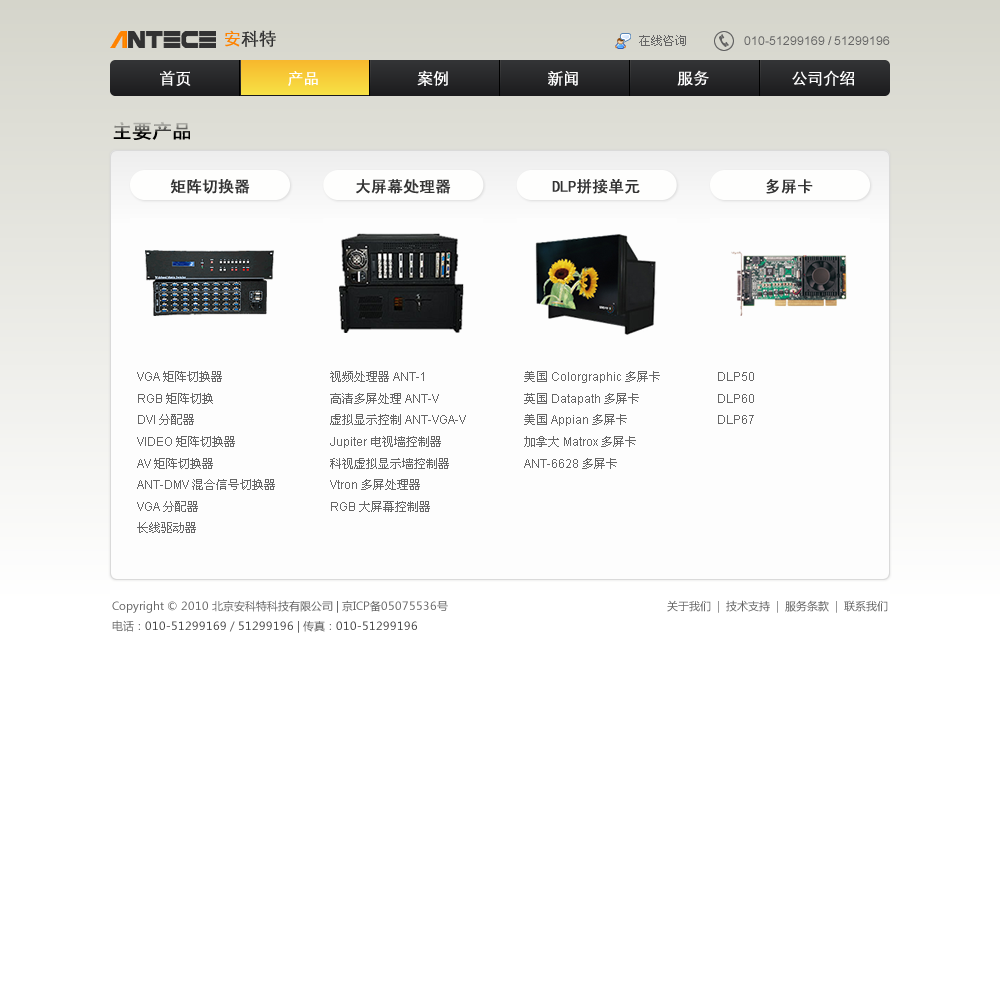 ANTECE 安科特
在线咨询
010-51299169 / 51299196
首页
产品
案例
新闻
服务
公司介绍
主要产品
矩阵切换器
大屏幕处理器
DLP拼接单元
多屏卡
VGA 矩阵切换器
RGB 矩阵切换
DVI 分配器
VIDEO 矩阵切换器
AV 矩阵切换器
ANT-DMV 混合信号切换器
VGA 分配器
长线驱动器
视频处理器 ANT-1
高清多屏处理 ANT-V
虚拟显示控制 ANT-VGA-V
Jupiter 电视墙控制器
科视虚拟显示墙控制器
Vtron 多屏处理器
RGB 大屏幕控制器
美国 Colorgraphic 多屏卡
英国 Datapath 多屏卡
美国 Appian 多屏卡
加拿大 Matrox 多屏卡
ANT-6628 多屏卡
DLP50
DLP60
DLP67
Copyright © 2010 北京安科特科技有限公司 | 京ICP备05075536号
电话：010-51299169 / 51299196 | 传真：010-51299196
关于我们 | 技术支持 | 服务条款 | 联系我们